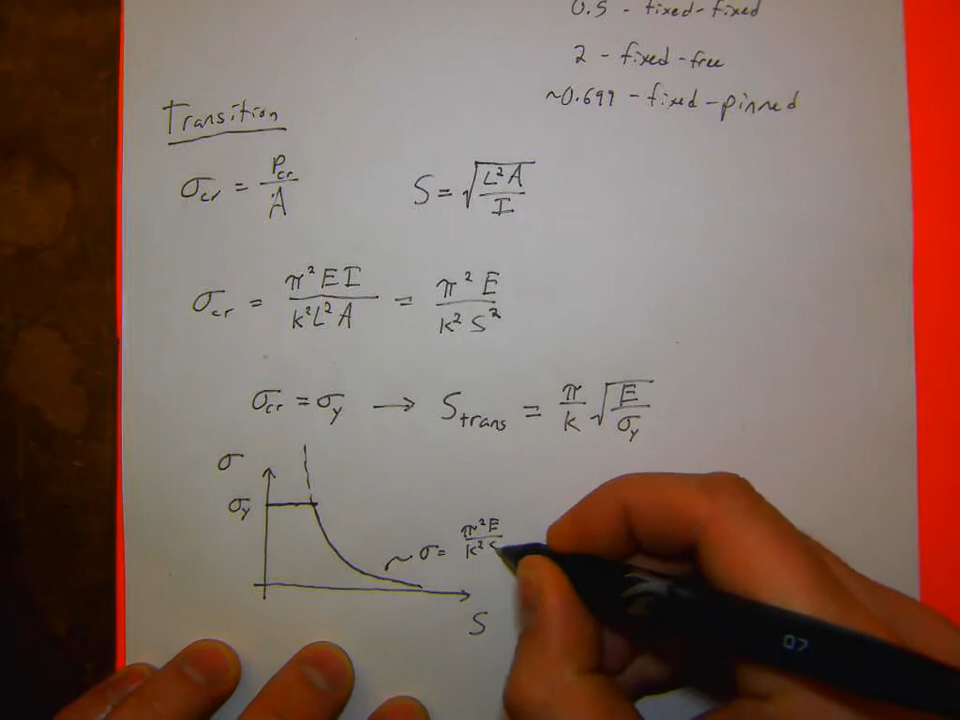 0.5 - fixed-fixed
2 - fixed-free
~0.699 - fixed-pinned
Transition
σcr = Pcr/A
S = √(L²A/I)
σcr = π²EI/(k²L²A) = π²E/(k²S²)
σcr = σy → Strans = π/k √(E/σy)
σ
σy
~ σ = π²E/(k²S
S
07